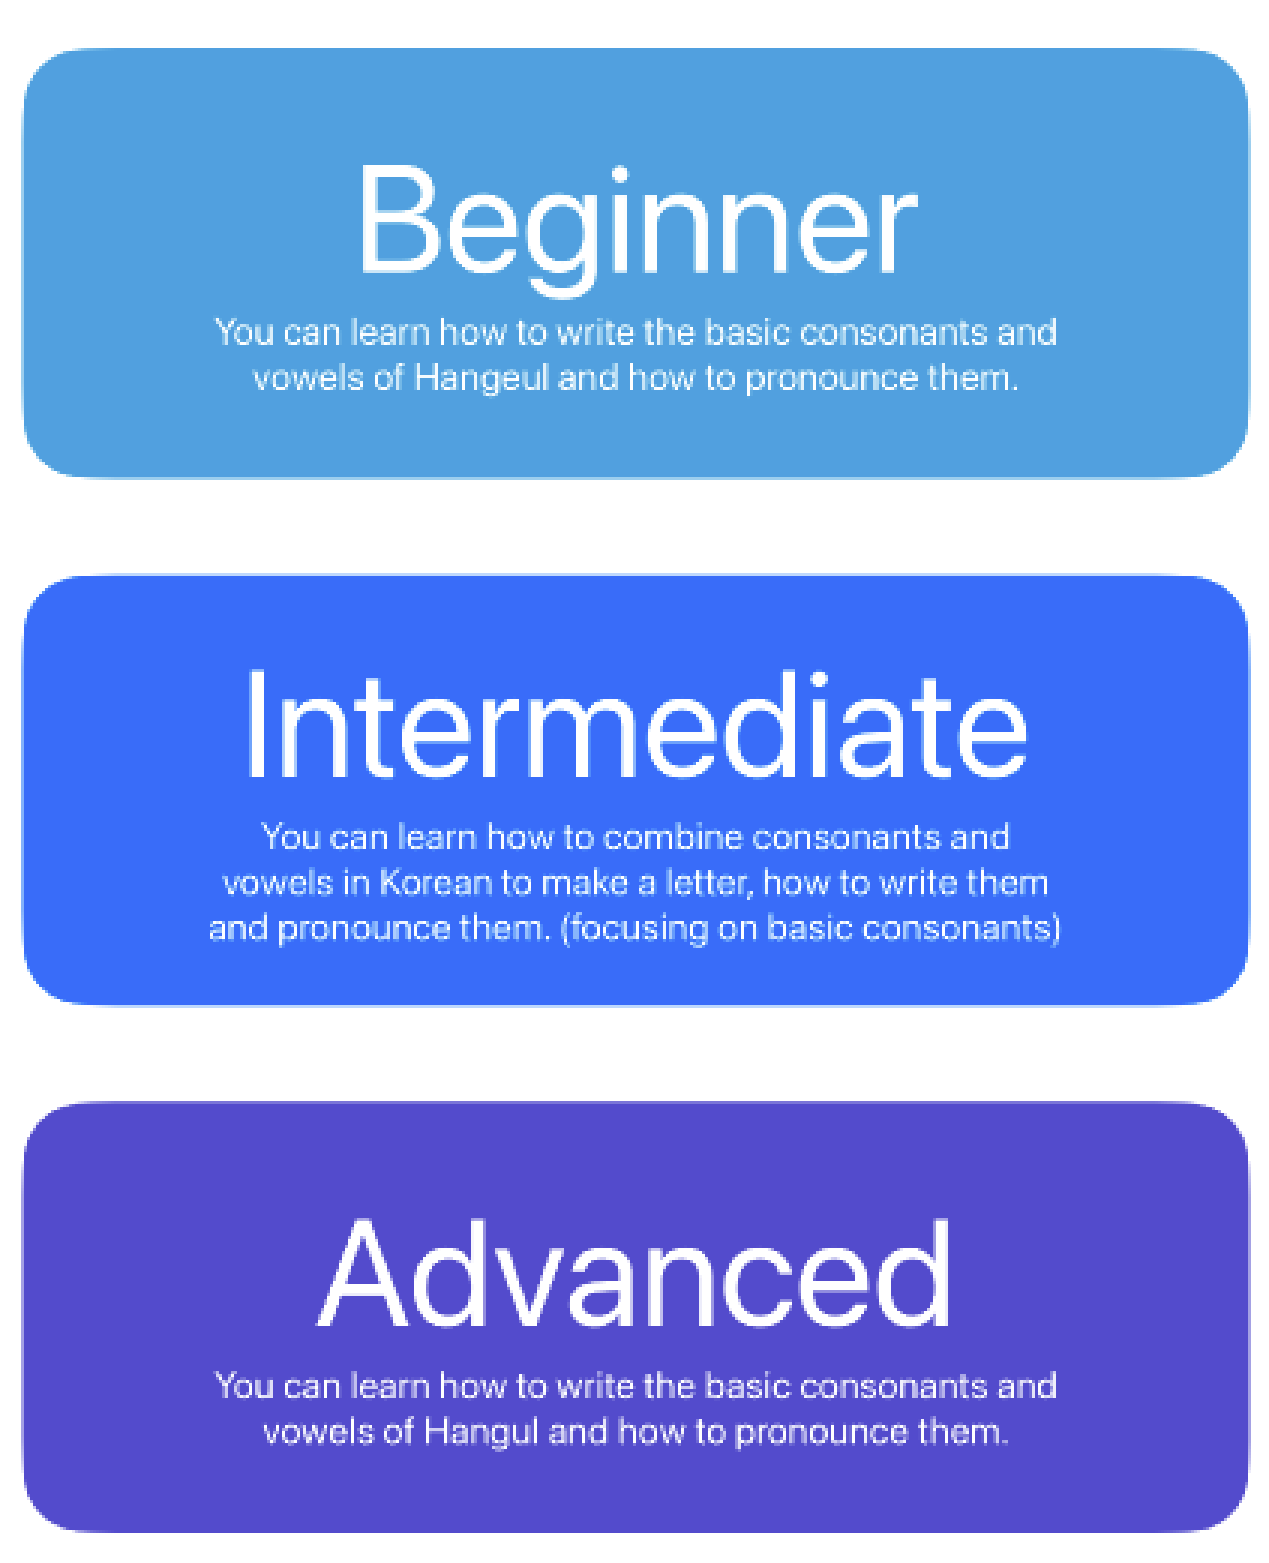 Beginner
You can learn how to write the basic consonants and
vowels of Hangeul and how to pronounce them.
Intermediate
You can learn how to combine consonants and
vowels in Korean to make a letter, how to write them
and pronounce them. (focusing on basic consonants)
Advanced
You can learn how to write the basic consonants and
vowels of Hangul and how to pronounce them.